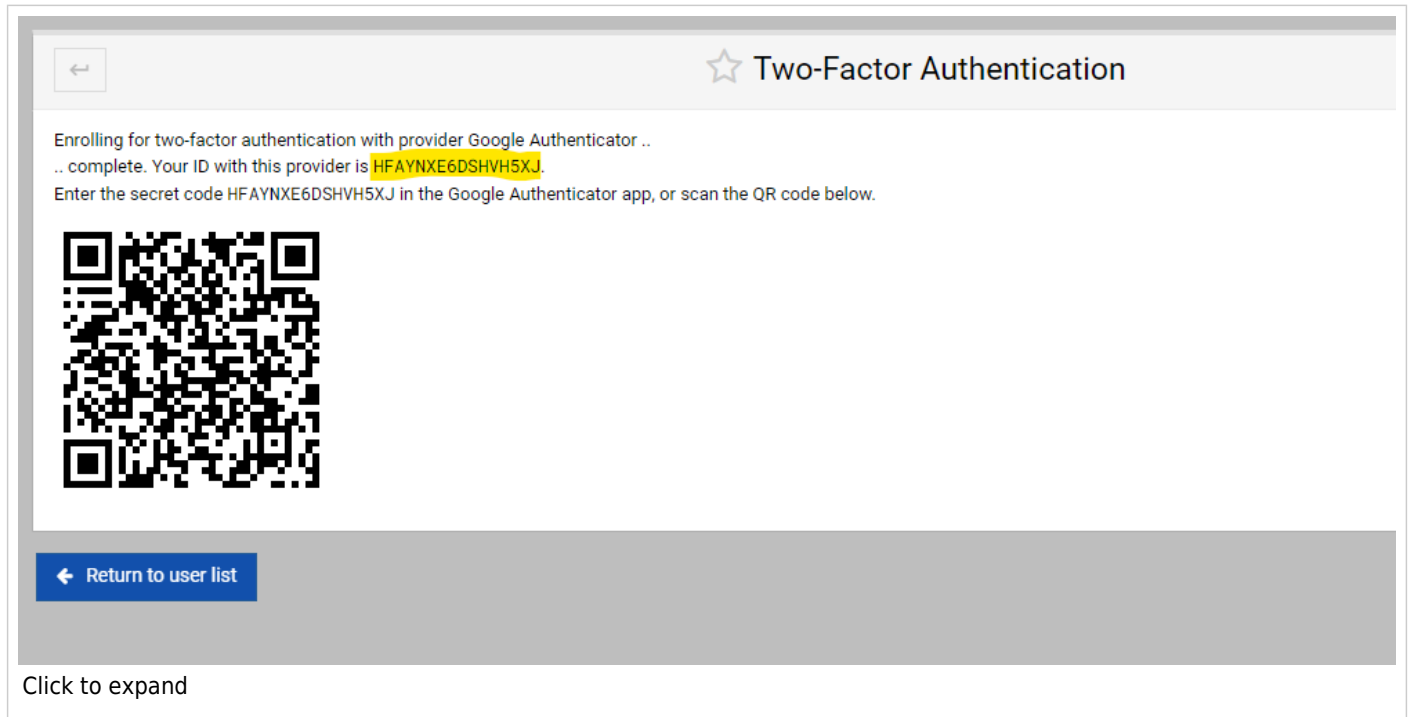 Two-Factor Authentication
Enrolling for two-factor authentication with provider Google Authenticator ..
.. complete. Your ID with this provider is HFAYNXE6DSHVH5XJ.
Enter the secret code HFAYNXE6DSHVH5XJ in the Google Authenticator app, or scan the QR code below.
Return to user list
Click to expand